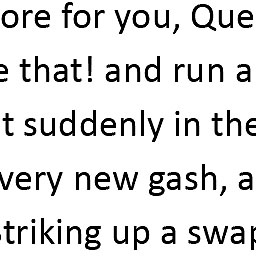 ore for you, Que
e that! and run a
t suddenly in the
very new gash, a
striking up a swap